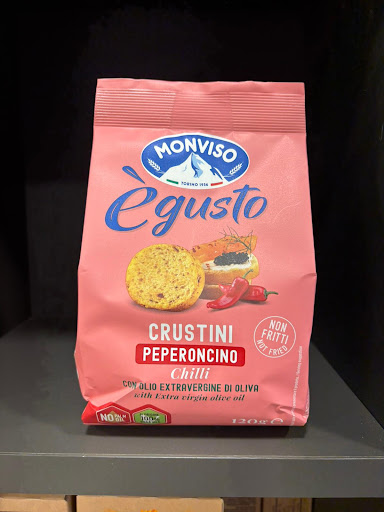 MONVISO
TORINO 1936
Ègusto
CRUSTINI
PEPERONCINO
Chilli
CON OLIO EXTRAVERGINE DI OLIVA
with Extra virgin olive oil
NON
FRITTI
NOT FRIED
NO
120g e